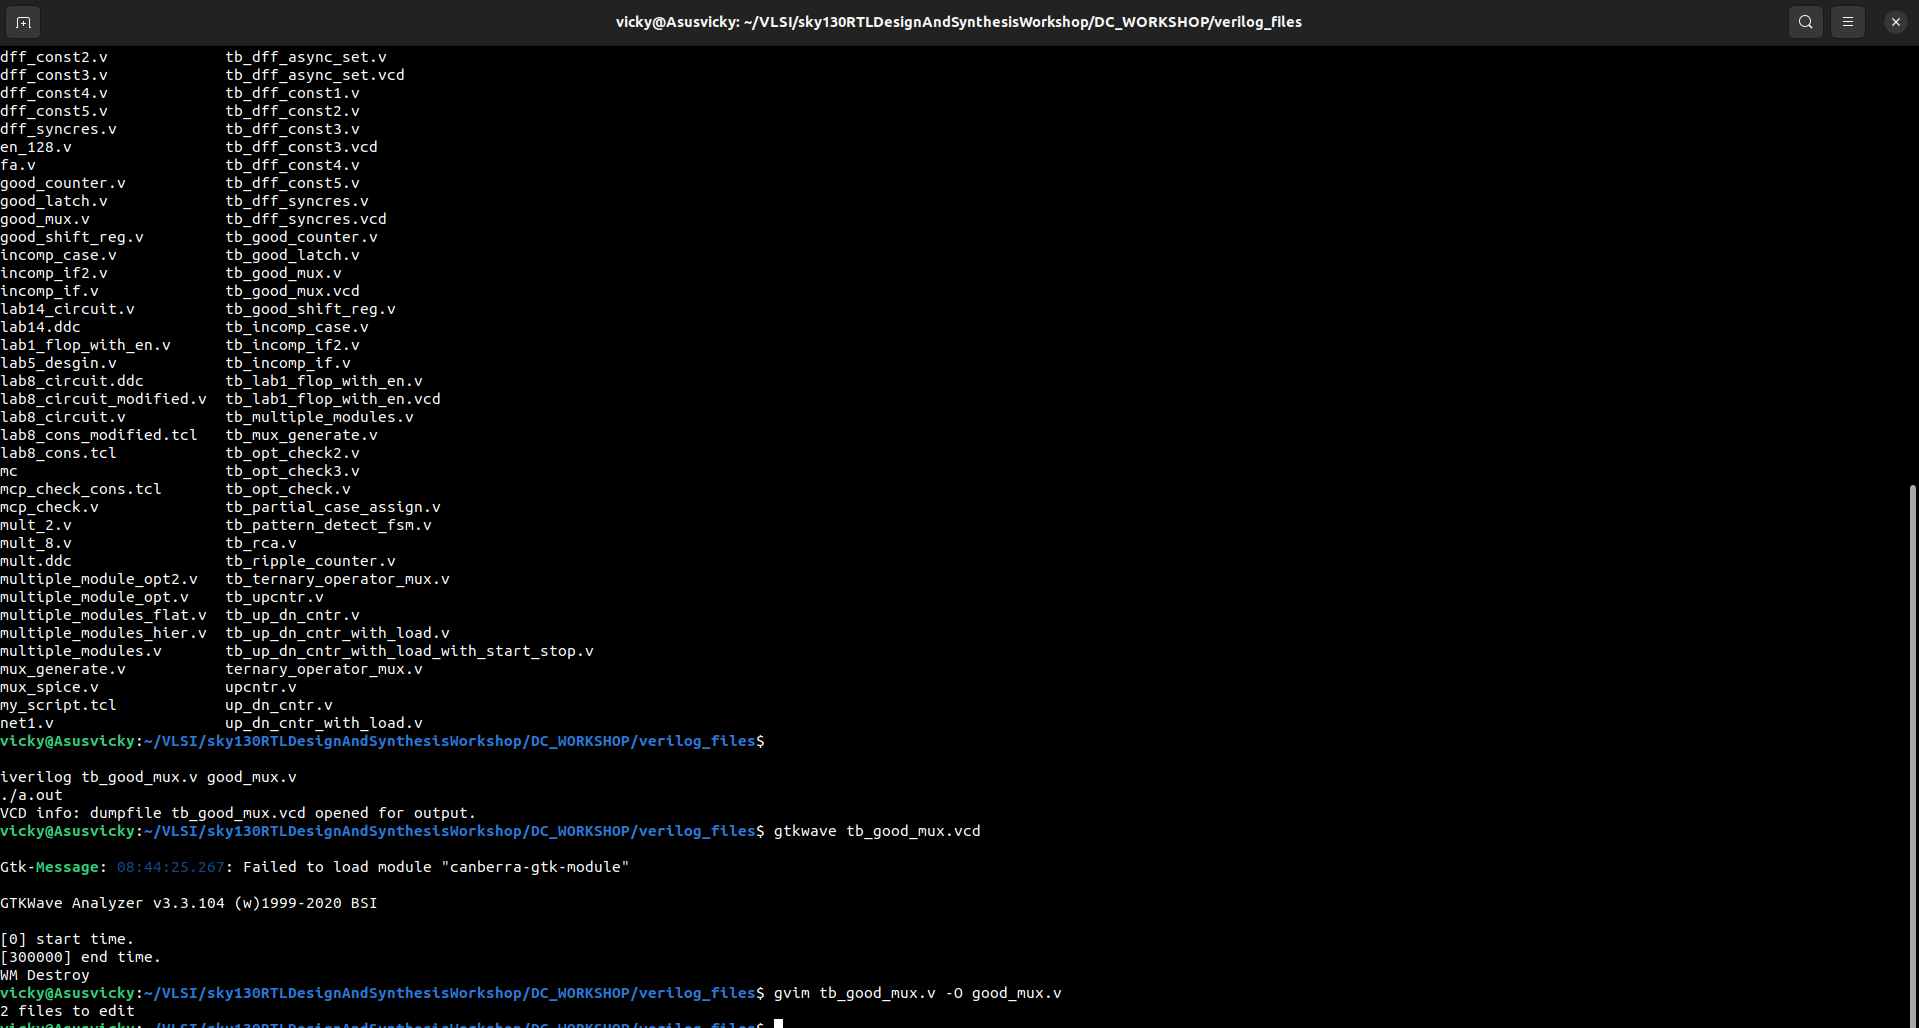 vicky@Asusvicky: ~/VLSI/sky130RTLDesignAndSynthesisWorkshop/DC_WORKSHOP/verilog_files
dff_const2.v             tb_dff_async_set.v
dff_const3.v             tb_dff_async_set.vcd
dff_const4.v             tb_dff_const1.v
dff_const5.v             tb_dff_const2.v
dff_syncres.v            tb_dff_const3.v
en_128.v                 tb_dff_const3.vcd
fa.v                     tb_dff_const4.v
good_counter.v           tb_dff_const5.v
good_latch.v             tb_dff_syncres.v
good_mux.v               tb_dff_syncres.vcd
good_shift_reg.v         tb_good_counter.v
incomp_case.v            tb_good_latch.v
incomp_if2.v             tb_good_mux.v
incomp_if.v              tb_good_mux.vcd
lab14_circuit.v          tb_good_shift_reg.v
lab14.ddc                tb_incomp_case.v
lab1_flop_with_en.v      tb_incomp_if2.v
lab5_desgin.v            tb_incomp_if.v
lab8_circuit.ddc         tb_lab1_flop_with_en.v
lab8_circuit_modified.v  tb_lab1_flop_with_en.vcd
lab8_circuit.v           tb_multiple_modules.v
lab8_cons_modified.tcl   tb_mux_generate.v
lab8_cons.tcl            tb_opt_check2.v
mc                       tb_opt_check3.v
mcp_check_cons.tcl       tb_opt_check.v
mcp_check.v              tb_partial_case_assign.v
mult_2.v                 tb_pattern_detect_fsm.v
mult_8.v                 tb_rca.v
mult.ddc                 tb_ripple_counter.v
multiple_module_opt2.v   tb_ternary_operator_mux.v
multiple_module_opt.v    tb_upcntr.v
multiple_modules_flat.v  tb_up_dn_cntr.v
multiple_modules_hier.v  tb_up_dn_cntr_with_load.v
multiple_modules.v       tb_up_dn_cntr_with_load_with_start_stop.v
mux_generate.v           ternary_operator_mux.v
mux_spice.v              upcntr.v
my_script.tcl            up_dn_cntr.v
net1.v                   up_dn_cntr_with_load.v
vicky@Asusvicky:~/VLSI/sky130RTLDesignAndSynthesisWorkshop/DC_WORKSHOP/verilog_files$
iverilog tb_good_mux.v good_mux.v
./a.out
VCD info: dumpfile tb_good_mux.vcd opened for output.
vicky@Asusvicky:~/VLSI/sky130RTLDesignAndSynthesisWorkshop/DC_WORKSHOP/verilog_files$ gtkwave tb_good_mux.vcd
Gtk-Message: 08:44:25.267: Failed to load module "canberra-gtk-module"
GTKWave Analyzer v3.3.104 (w)1999-2020 BSI
[0] start time.
[300000] end time.
WM Destroy
vicky@Asusvicky:~/VLSI/sky130RTLDesignAndSynthesisWorkshop/DC_WORKSHOP/verilog_files$ gvim tb_good_mux.v -O good_mux.v
2 files to edit
vicky@Asusvicky:~/VLSI/sky130RTLDesignAndSynthesisWorkshop/DC_WORKSHOP/verilog_files$